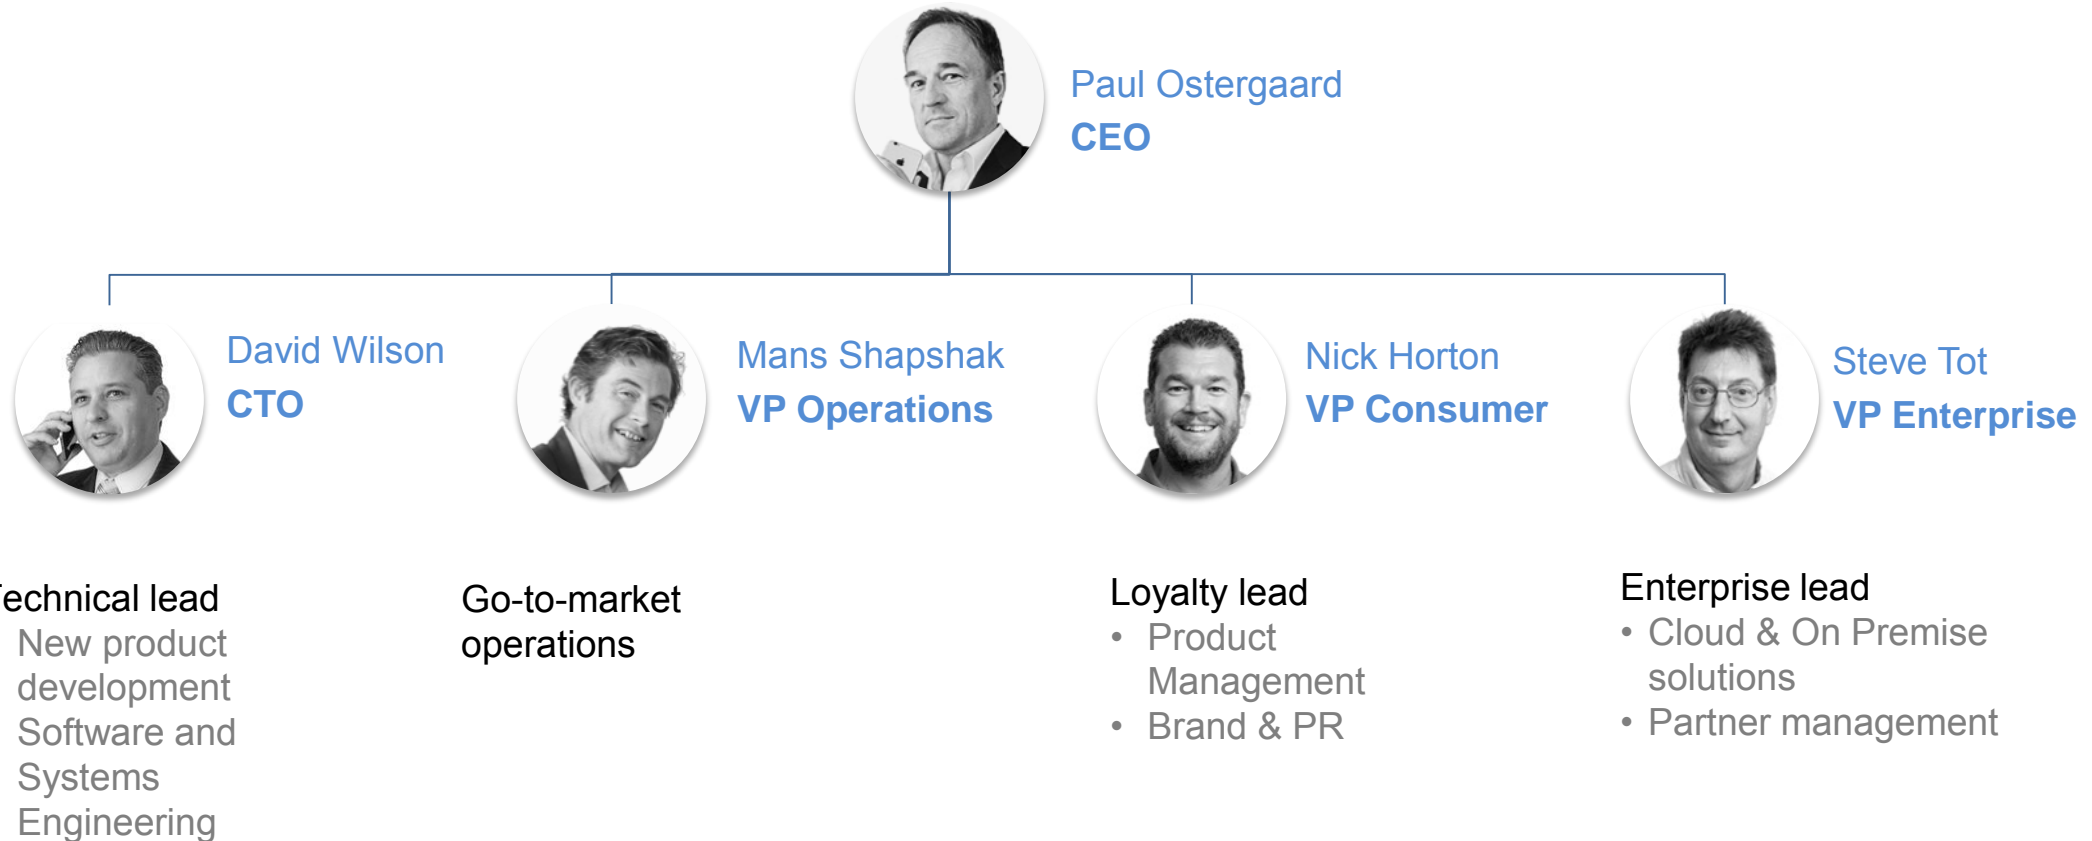 Paul Ostergaard
CEO
David Wilson
CTO
Mans Shapshak
VP Operations
Nick Horton
VP Consumer
Steve Tot
VP Enterprise
Technical lead
New product
development
Software and
Systems
Engineering
Go-to-market
operations
Loyalty lead
• Product
Management
• Brand & PR
Enterprise lead
• Cloud & On Premise
solutions
• Partner management